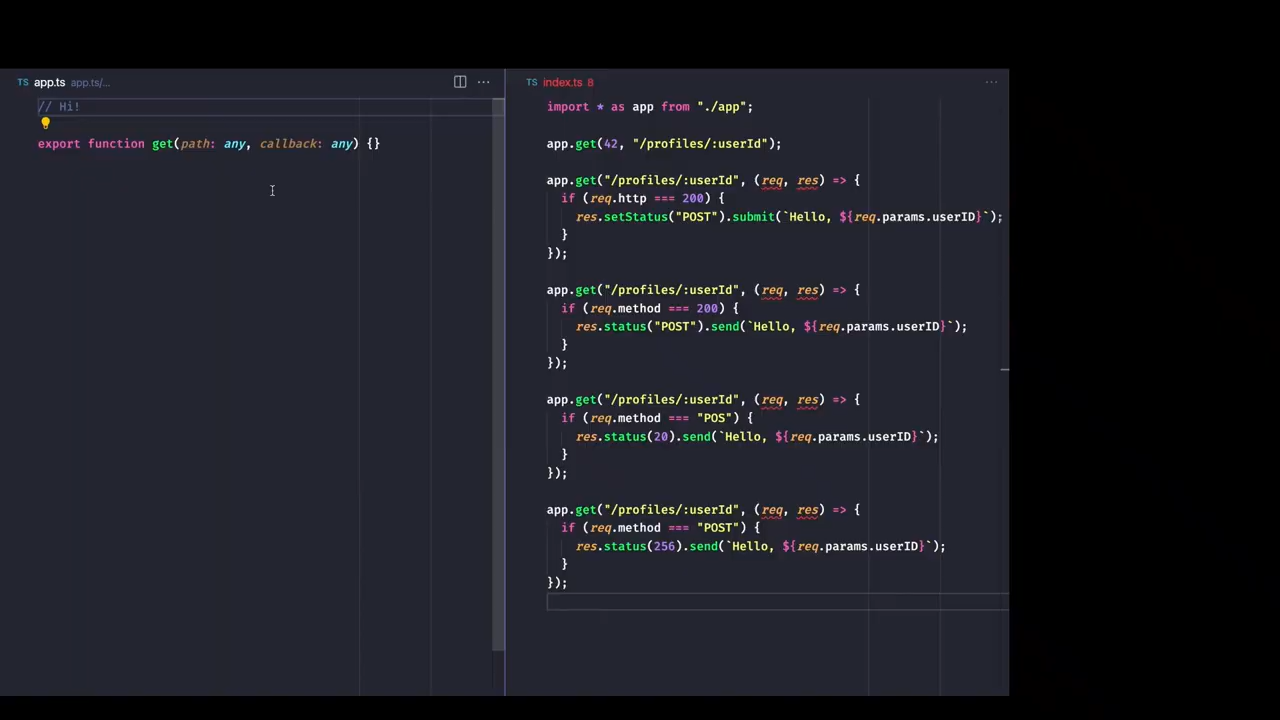 TS app.ts app.ts/...
// Hi!
export function get(path: any, callback: any) {}
TS index.ts 8
import * as app from "./app";
app.get(42, "/profiles/:userId");
app.get("/profiles/:userId", (req, res) => {
if (req.http === 200) {
res.setStatus("POST").submit(`Hello, ${req.params.userID}`);
}
});
app.get("/profiles/:userId", (req, res) => {
if (req.method === 200) {
res.status("POST").send(`Hello, ${req.params.userID}`);
}
});
app.get("/profiles/:userId", (req, res) => {
if (req.method === "POS") {
res.status(20).send(`Hello, ${req.params.userID}`);
}
});
app.get("/profiles/:userId", (req, res) => {
if (req.method === "POST") {
res.status(256).send(`Hello, ${req.params.userID}`);
}
});